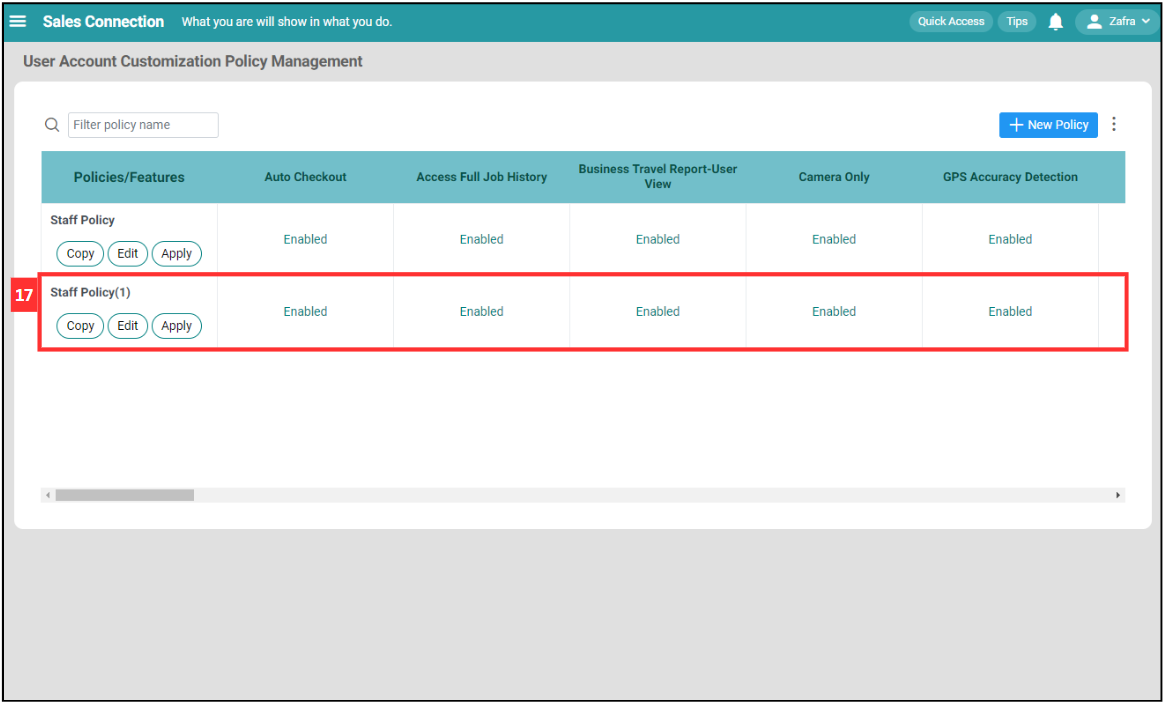 Sales Connection What you are will show in what you do. Quick Access Tips Zafra
User Account Customization Policy Management
Filter policy name + New Policy
Policies/Features Auto Checkout Access Full Job History Business Travel Report-User View Camera Only GPS Accuracy Detection
Staff Policy
Enabled Enabled Enabled Enabled Enabled
Copy Edit Apply
17 Staff Policy(1)
Enabled Enabled Enabled Enabled Enabled
Copy Edit Apply